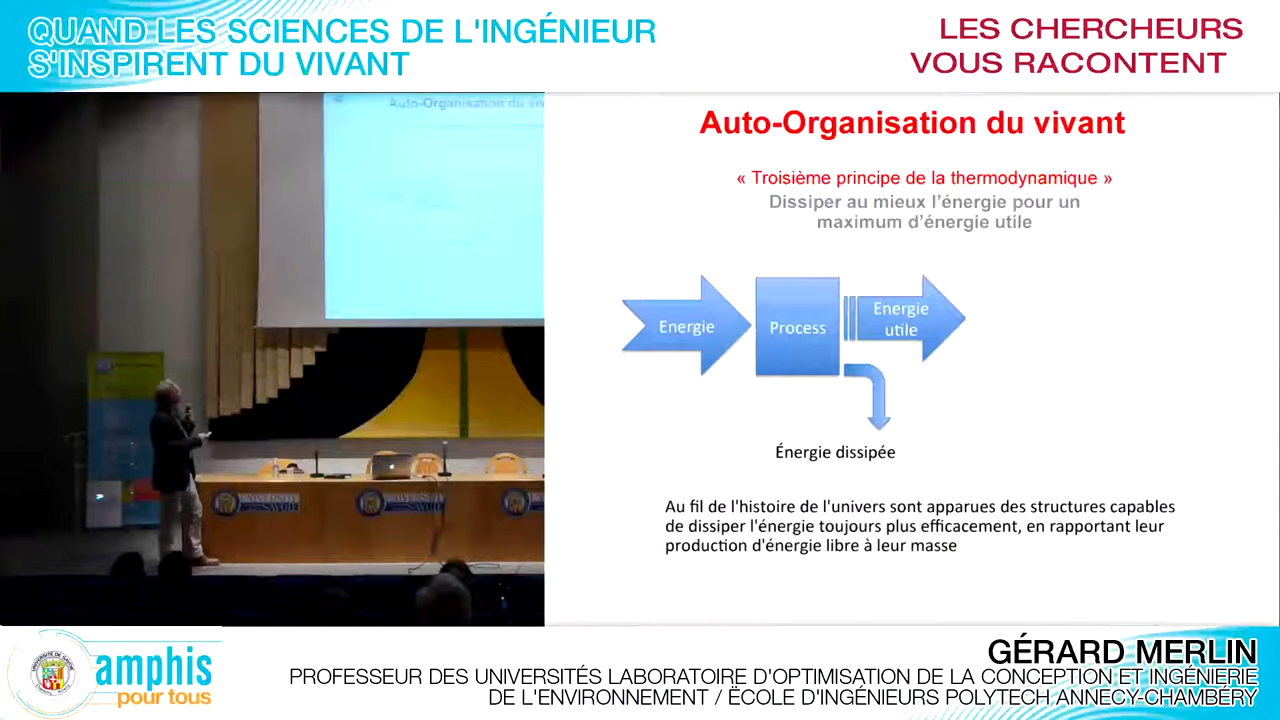 QUAND LES SCIENCES DE L'INGÉNIEUR
S'INSPIRENT DU VIVANT
LES CHERCHEURS
VOUS RACONTENT
Auto-Organisation du viv
Auto-Organisation du vivant
« Troisième principe de la thermodynamique »
Dissiper au mieux l'énergie pour un
maximum d'énergie utile
Energie
Process
Energie
utile
Énergie dissipée
Au fil de l'histoire de l'univers sont apparues des structures capables
de dissiper l'énergie toujours plus efficacement, en rapportant leur
production d'énergie libre à leur masse
UNIVERSITE
UNIVERSITE
amphis
pour tous
GÉRARD MERLIN
PROFESSEUR DES UNIVERSITÉS LABORATOIRE D'OPTIMISATION DE LA CONCEPTION ET INGÉNIERIE
DE L'ENVIRONNEMENT / ËCOLE D'INGÉNIEURS POLYTECH ANNECY-CHAMBÉRY